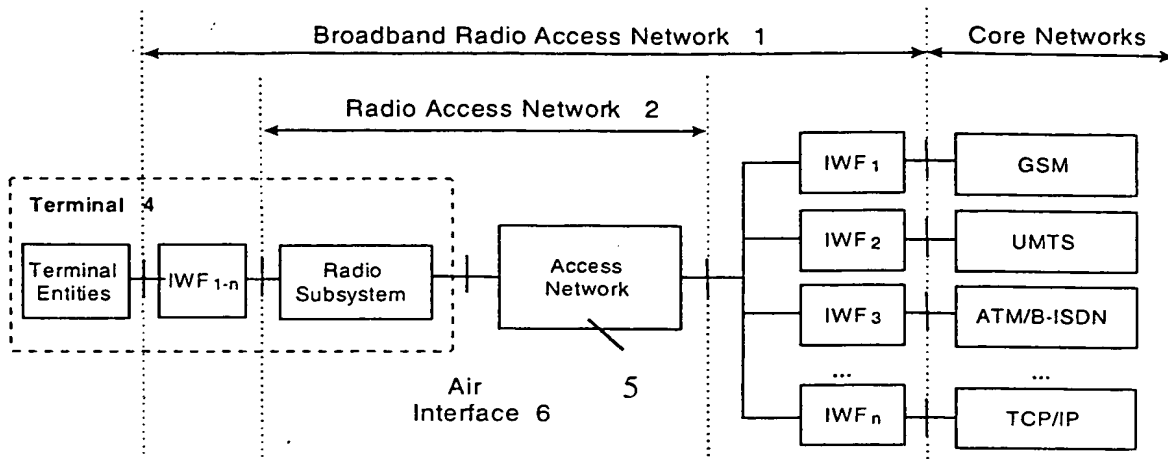 Broadband Radio Access Network 1
Core Networks
Radio Access Network 2
Terminal 4
Terminal
Entities
IWF1-n
Radio
Subsystem
Access
Network
5
Air
Interface 6
IWF1
GSM
IWF2
UMTS
IWF3
ATM/B-ISDN
...
...
IWFn
TCP/IP